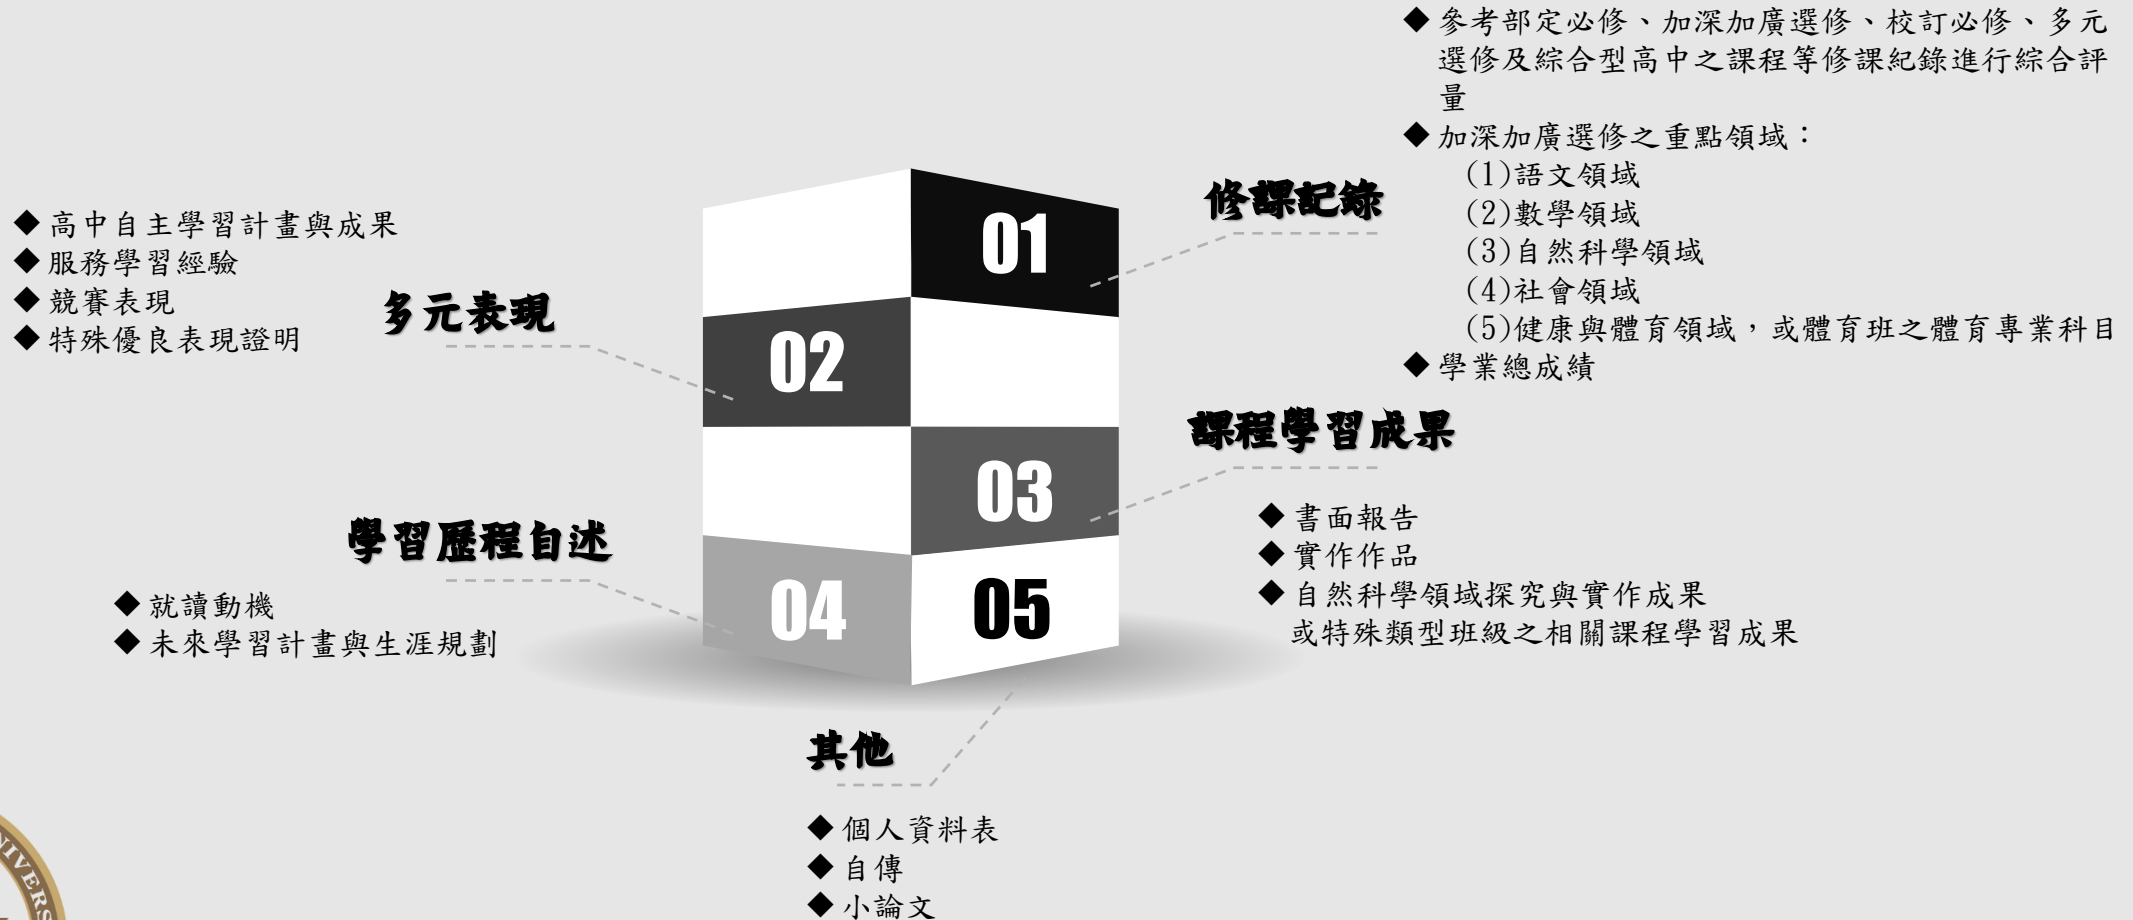 01
修課記錄
◆參考部定必修、加深加廣選修、校訂必修、多元
選修及綜合型高中之課程等修課紀錄進行綜合評
量
◆加深加廣選修之重點領域：
(1)語文領域
(2)數學領域
(3)自然科學領域
(4)社會領域
(5)健康與體育領域，或體育班之體育專業科目
◆學業總成績
02
多元表現
◆高中自主學習計畫與成果
◆服務學習經驗
◆競賽表現
◆特殊優良表現證明
03
課程學習成果
◆書面報告
◆實作作品
◆自然科學領域探究與實作成果
或特殊類型班級之相關課程學習成果
04
學習歷程自述
◆就讀動機
◆未來學習計畫與生涯規劃
05
其他
◆個人資料表
◆自傳
◆小論文